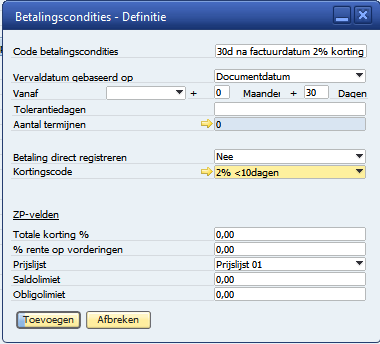 Betalingscondities - Definitie
Code betalingscondities 30d na factuurdatum 2% korting
Vervaldatum gebaseerd op Documentdatum
Vanaf + 0 Maanden + 30 Dagen
Tolerantiedagen
Aantal termijnen 0
Betaling direct registreren Nee
Kortingscode 2% <10dagen
ZP-velden
Totale korting % 0,00
% rente op vorderingen 0,00
Prijslijst Prijslijst 01
Saldolimiet 0,00
Obligolimiet 0,00
Toevoegen Afbreken